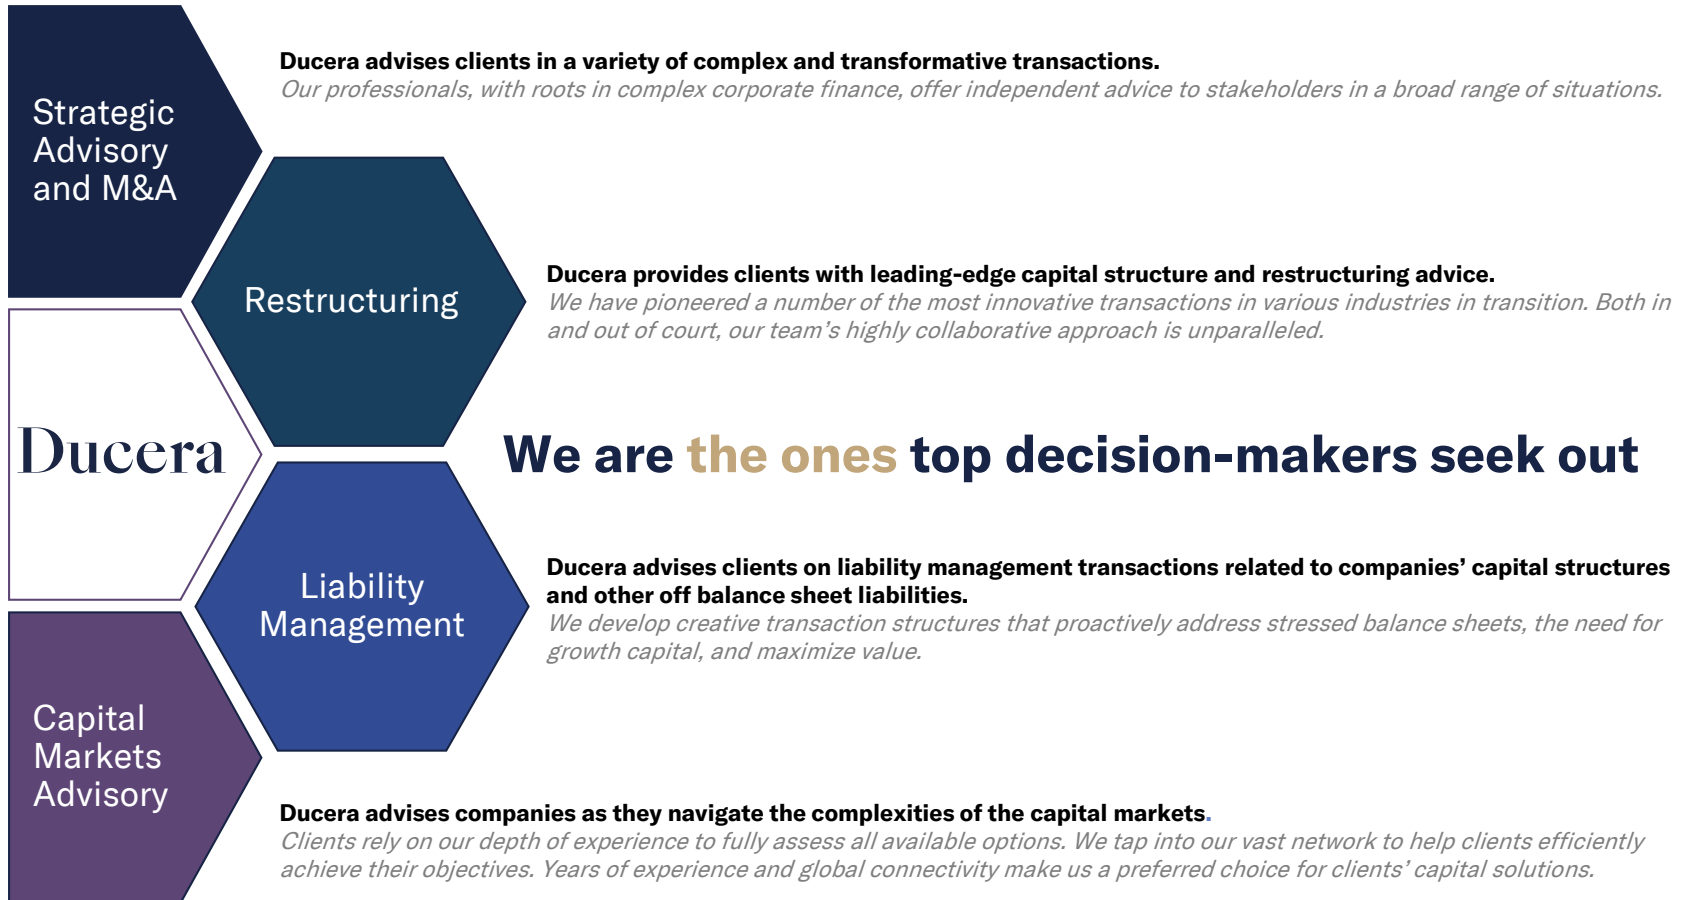 Strategic
Advisory
and M&A
Ducera advises clients in a variety of complex and transformative transactions.
Our professionals, with roots in complex corporate finance, offer independent advice to stakeholders in a broad range of situations.
Restructuring
Ducera provides clients with leading-edge capital structure and restructuring advice.
We have pioneered a number of the most innovative transactions in various industries in transition. Both in
and out of court, our team’s highly collaborative approach is unparalleled.
Ducera
We are the ones top decision-makers seek out
Liability
Management
Ducera advises clients on liability management transactions related to companies’ capital structures
and other off balance sheet liabilities.
We develop creative transaction structures that proactively address stressed balance sheets, the need for
growth capital, and maximize value.
Capital
Markets
Advisory
Ducera advises companies as they navigate the complexities of the capital markets.
Clients rely on our depth of experience to fully assess all available options. We tap into our vast network to help clients efficiently
achieve their objectives. Years of experience and global connectivity make us a preferred choice for clients’ capital solutions.